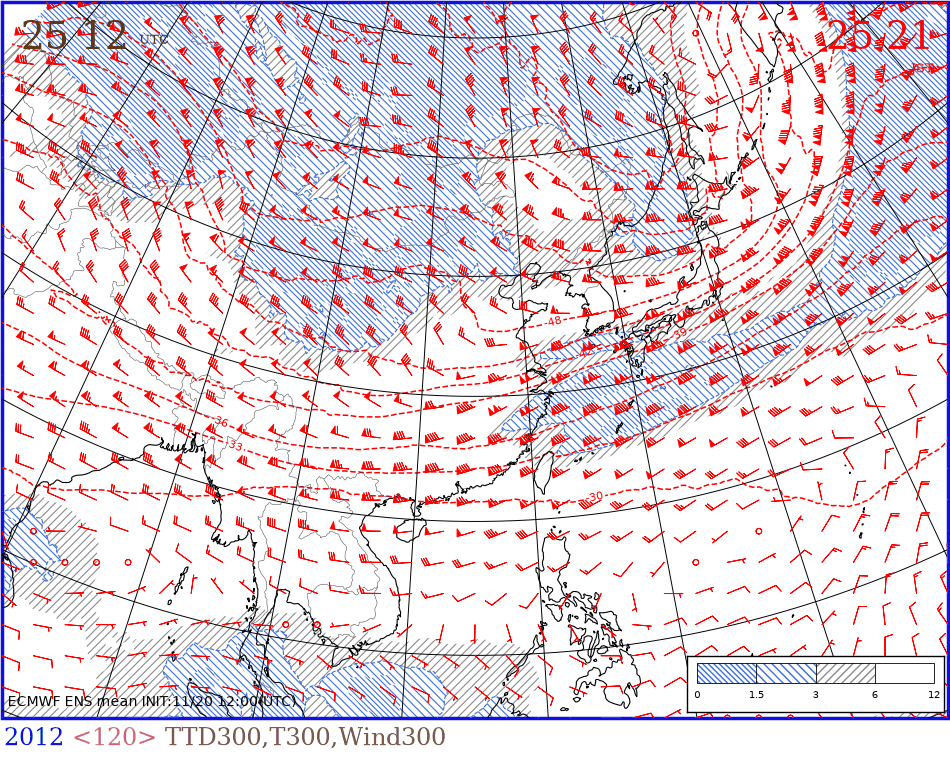 25 12 UTC
25 21
-48
-39
-36
-33
-30
0 1.5 3 6 12
ECMWF ENS mean INIT:11/20 12:00(UTC)
2012 <120> TTD300,T300,Wind300